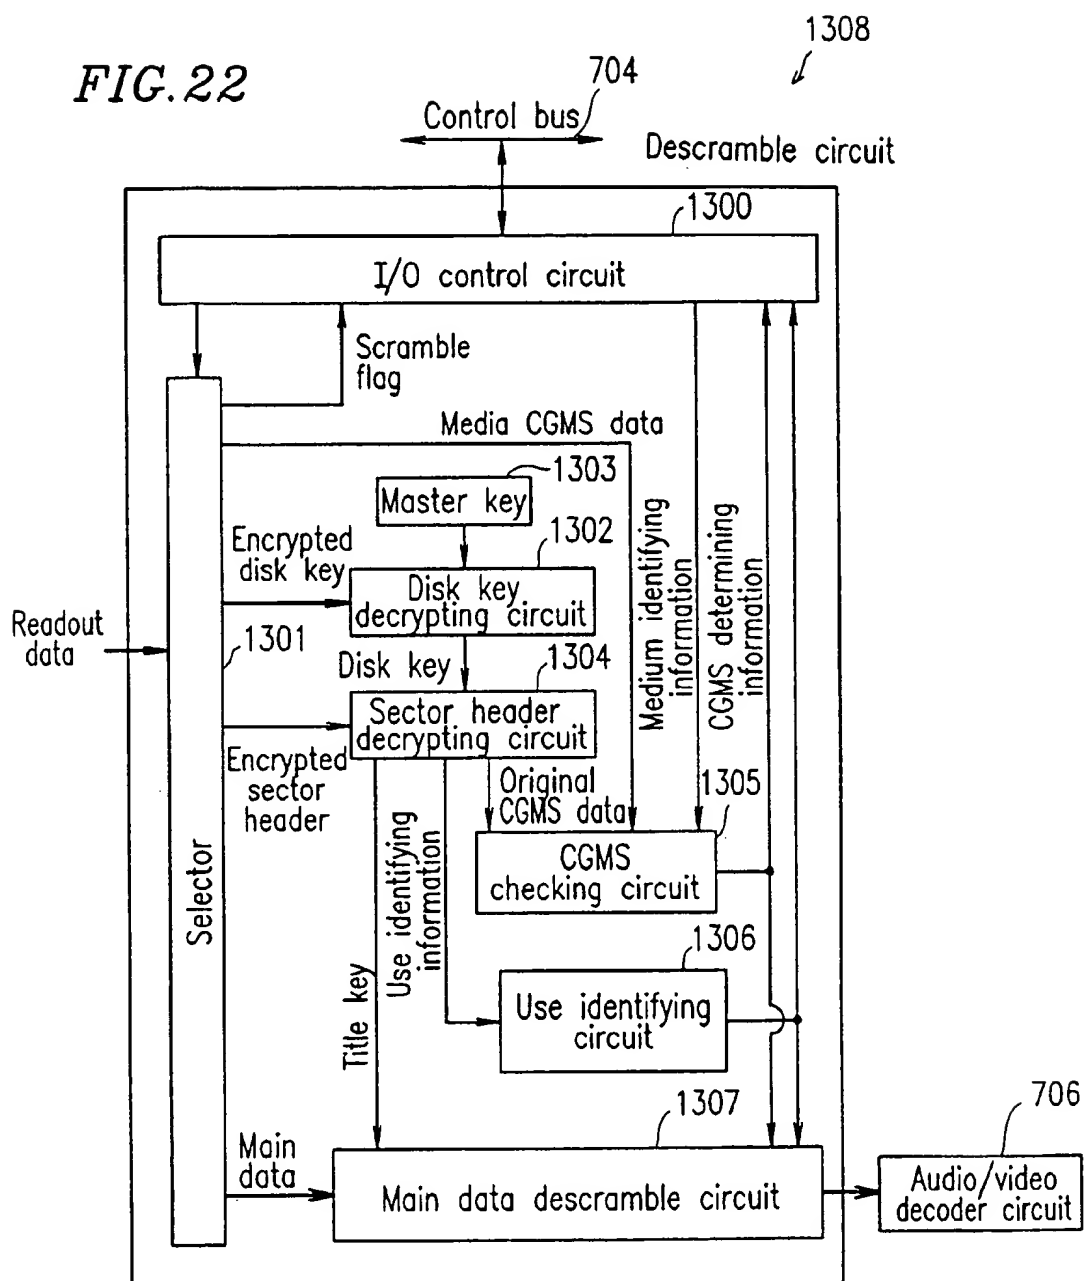 FIG.22
1308
704
Control bus
Descramble circuit
1300
I/O control circuit
Scramble
flag
Media CGMS data
1303
Master key
1302
Encrypted
disk key
Disk key
decrypting circuit
Readout
data
1301
Disk key
1304
Sector header
decrypting circuit
Encrypted
sector
header
Medium identifying
information
CGMS determining
information
Original
CGMS data
1305
CGMS
checking circuit
Selector
Use identifying
information
Title key
1306
Use identifying
circuit
1307
Main
data
Main data descramble circuit
706
Audio/video
decoder circuit